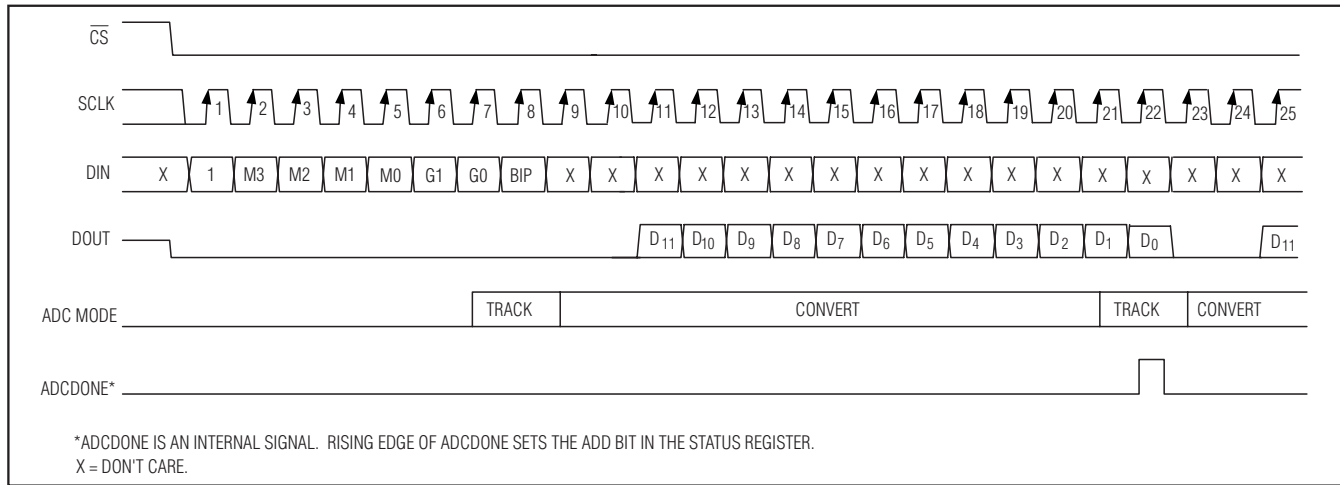 CS
SCLK 1 2 3 4 5 6 7 8 9 10 11 12 13 14 15 16 17 18 19 20 21 22 23 24 25
DIN X 1 M3 M2 M1 M0 G1 G0 BIP X X X X X X X X X X X X X X X X X
DOUT D11 D10 D9 D8 D7 D6 D5 D4 D3 D2 D1 D0 D11
ADC MODE TRACK CONVERT TRACK CONVERT
ADCDONE*
*ADCDONE IS AN INTERNAL SIGNAL. RISING EDGE OF ADCDONE SETS THE ADD BIT IN THE STATUS REGISTER.
X = DON'T CARE.